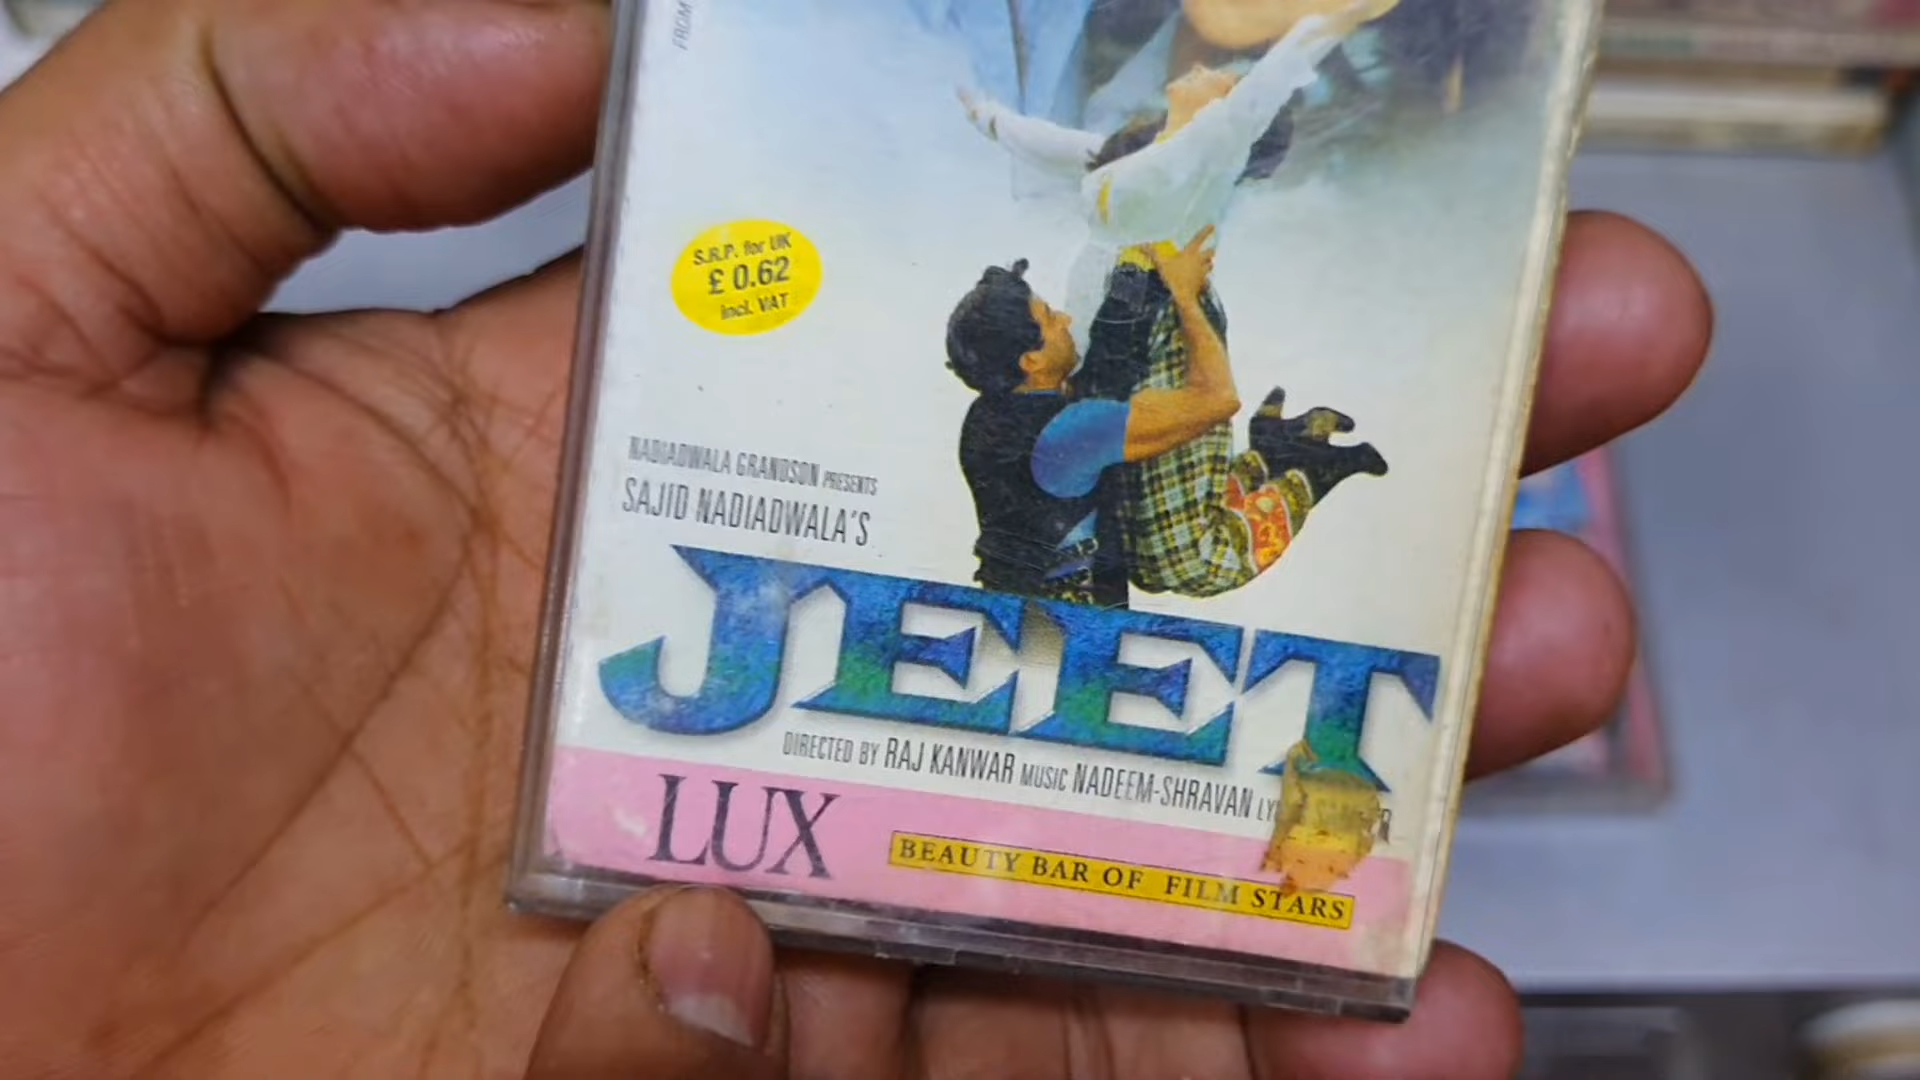 FROM
S.R.P. for UK
£ 0.62
Incl. VAT
NADIADWALA GRANDSON PRESENTS
SAJID NADIADWALA'S
JEET
DIRECTED BY RAJ KANWAR MUSIC NADEEM-SHRAVAN
LUX
BEAUTY BAR OF FILM STARS